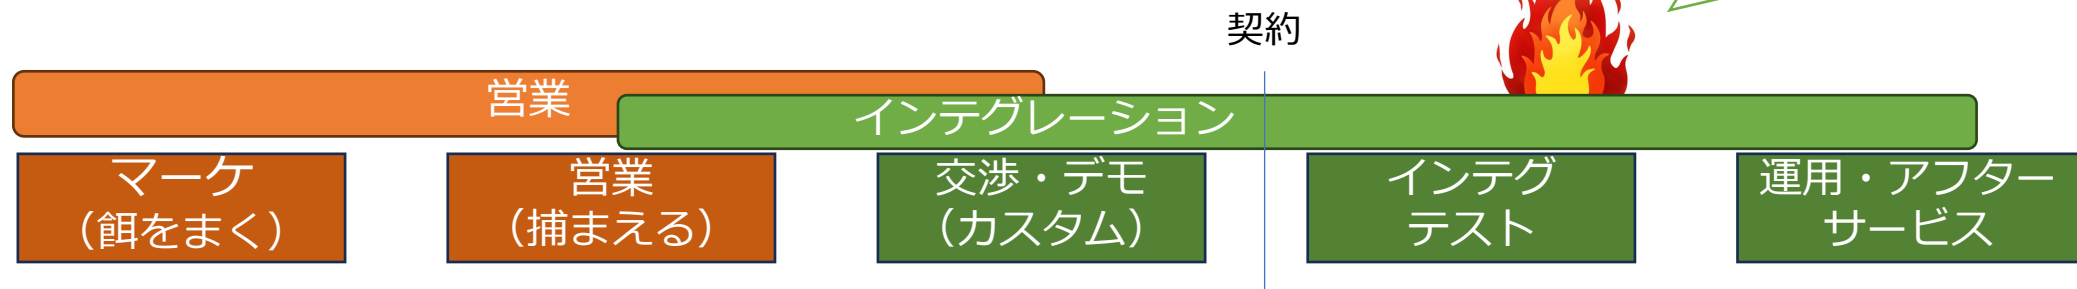 契約
営業
インテグレーション
マーケ
（餌をまく）
営業
（捕まえる）
交渉・デモ
（カスタム）
インテグ
テスト
運用・アフター
サービス